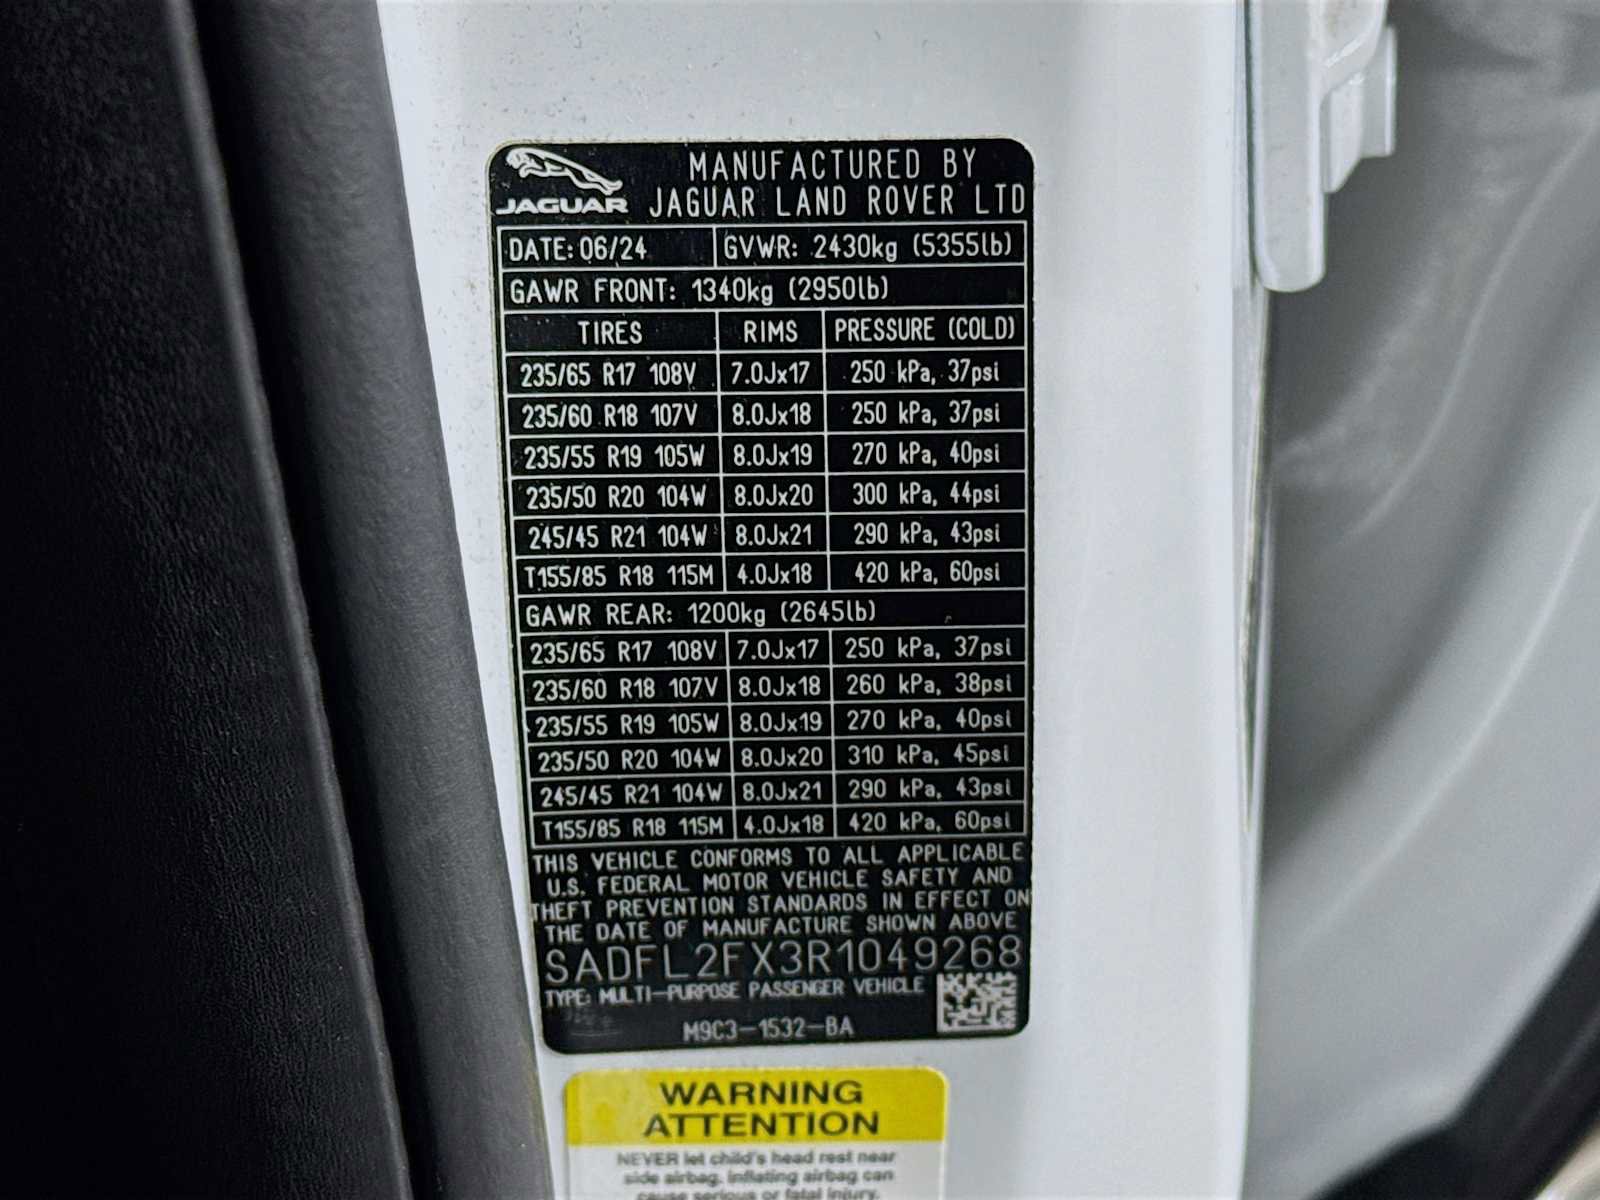 MANUFACTURED BY
JAGUAR JAGUAR LAND ROVER LTD
DATE: 06/24 GVWR: 2430kg (5355lb)
GAWR FRONT: 1340kg (2950lb)
TIRES RIMS PRESSURE (COLD)
235/65 R17 108V 7.0Jx17 250 kPa, 37psi
235/60 R18 107V 8.0Jx18 250 kPa, 37psi
235/55 R19 105W 8.0Jx19 270 kPa, 40psi
235/50 R20 104W 8.0Jx20 300 kPa, 44psi
245/45 R21 104W 8.0Jx21 290 kPa, 43psi
T155/85 R18 115M 4.0Jx18 420 kPa, 60psi
GAWR REAR: 1200kg (2645lb)
235/65 R17 108V 7.0Jx17 250 kPa, 37psi
235/60 R18 107V 8.0Jx18 260 kPa, 38psi
235/55 R19 105W 8.0Jx19 270 kPa, 40psi
235/50 R20 104W 8.0Jx20 310 kPa, 45psi
245/45 R21 104W 8.0Jx21 290 kPa, 43psi
T155/85 R18 115M 4.0Jx18 420 kPa, 60psi
THIS VEHICLE CONFORMS TO ALL APPLICABLE
U.S. FEDERAL MOTOR VEHICLE SAFETY AND
THEFT PREVENTION STANDARDS IN EFFECT ON
THE DATE OF MANUFACTURE SHOWN ABOVE
SADFL2FX3R1049268
TYPE: MULTI-PURPOSE PASSENGER VEHICLE
M9C3-1532-BA
WARNING
ATTENTION
NEVER let child's head rest near
side airbag. Inflating airbag can
cause serious or fatal injury.